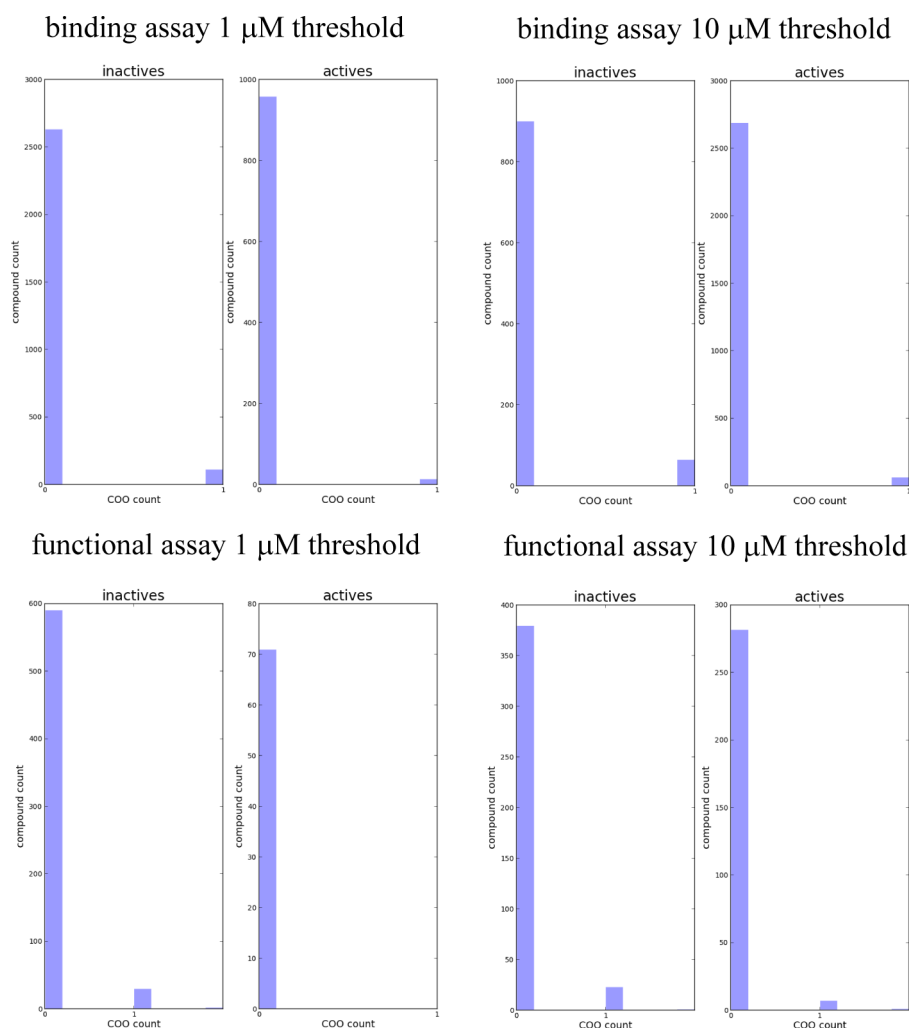 binding assay 1 μM threshold
inactives
3000
2500
2000
1500
1000
500
0
compound count
0
1
COO count
actives
1000
800
600
400
200
0
compound count
0
1
COO count
binding assay 10 μM threshold
inactives
1000
800
600
400
200
0
compound count
0
1
COO count
actives
3000
2500
2000
1500
1000
500
0
compound count
0
1
COO count
functional assay 1 μM threshold
inactives
600
500
400
300
200
100
0
compound count
0
1
COO count
actives
80
70
60
50
40
30
20
10
0
compound count
0
1
COO count
functional assay 10 μM threshold
inactives
400
350
300
250
200
150
100
50
0
compound count
0
1
COO count
actives
300
250
200
150
100
50
0
compound count
0
1
COO count